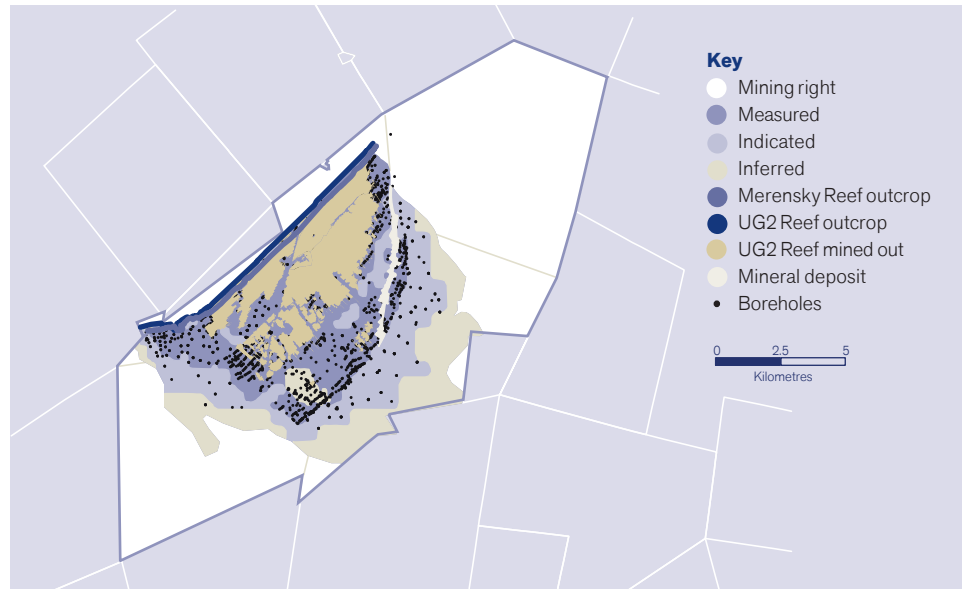 Key
Mining right
Measured
Indicated
Inferred
Merensky Reef outcrop
UG2 Reef outcrop
UG2 Reef mined out
Mineral deposit
Boreholes
0 2.5 5
Kilometres